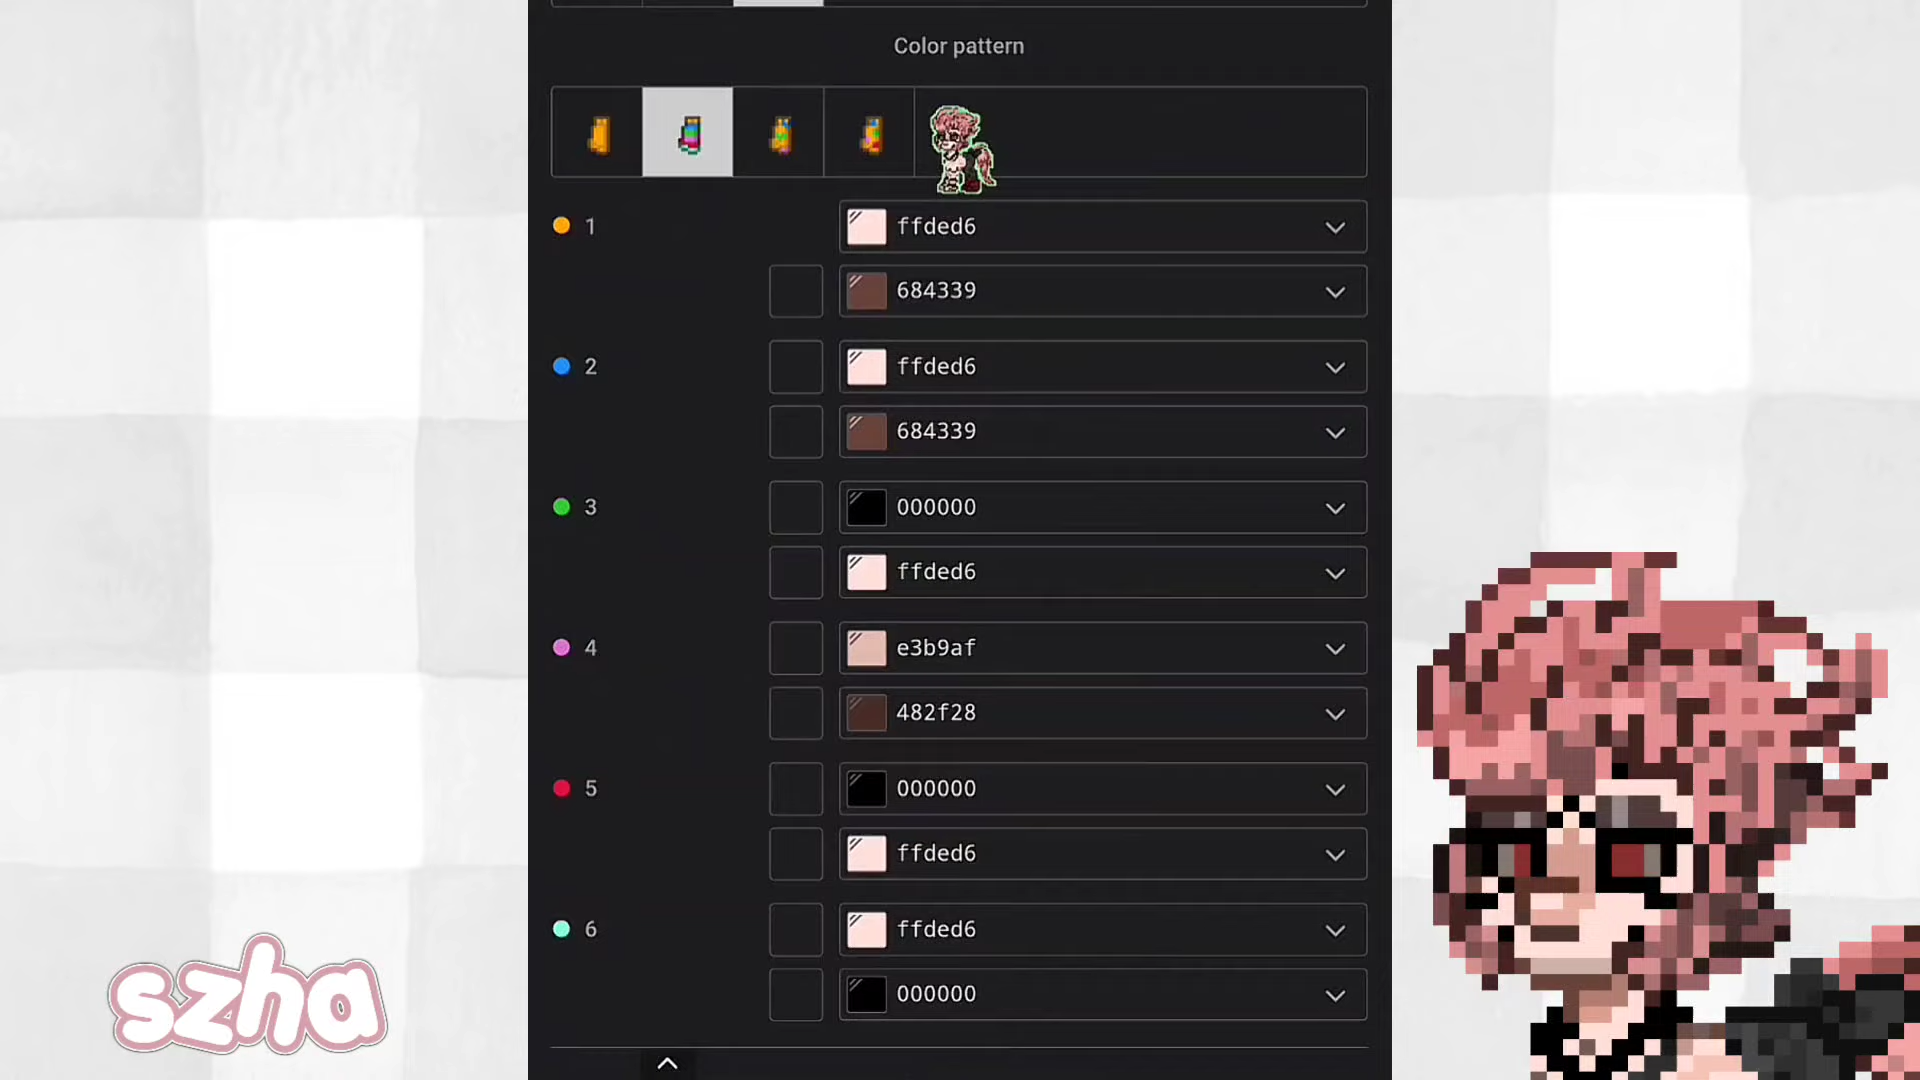 Color pattern
1 ffded6
684339
2 ffded6
684339
3 000000
ffded6
4 e3b9af
482f28
5 000000
ffded6
6 ffded6
000000
szha